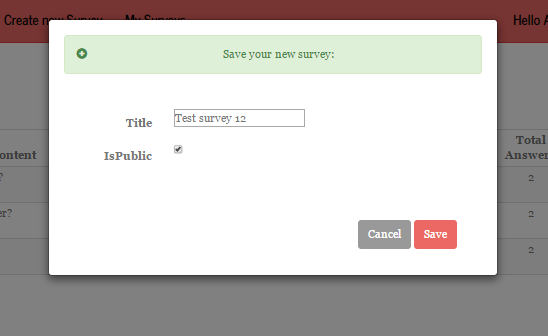 Create new Survey My Surveys Hello A
Save your new survey:
Title Test survey 12
IsPublic
Total
ontent Answer
? 2
er? 2
2
Cancel Save